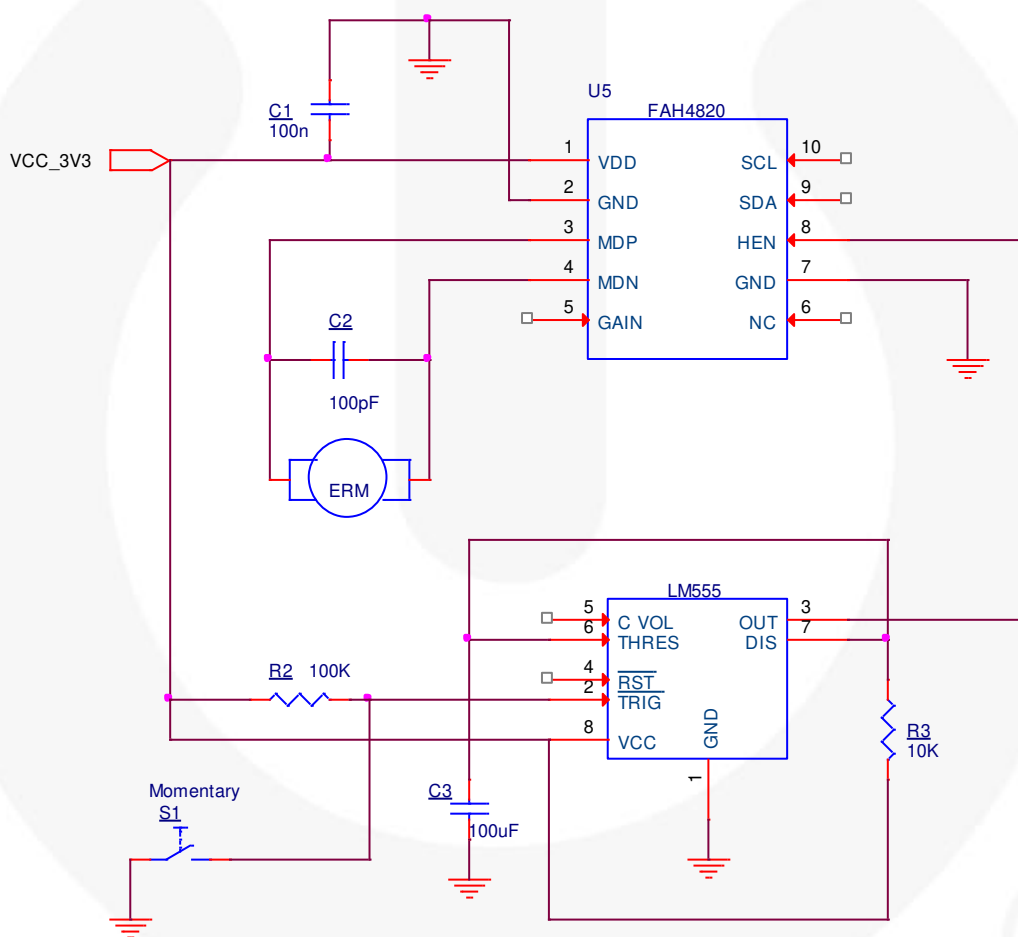 U5
FAH4820
C1
100n
VCC_3V3
1 VDD SCL 10
2 GND SDA 9
3 MDP HEN 8
4 MDN GND 7
5 GAIN NC 6
C2
100pF
ERM
LM555
5 C VOL OUT 3
6 THRES DIS 7
4 RST
2 TRIG
8 VCC
GND
1
R2 100K
R3
10K
Momentary
S1
C3
100uF